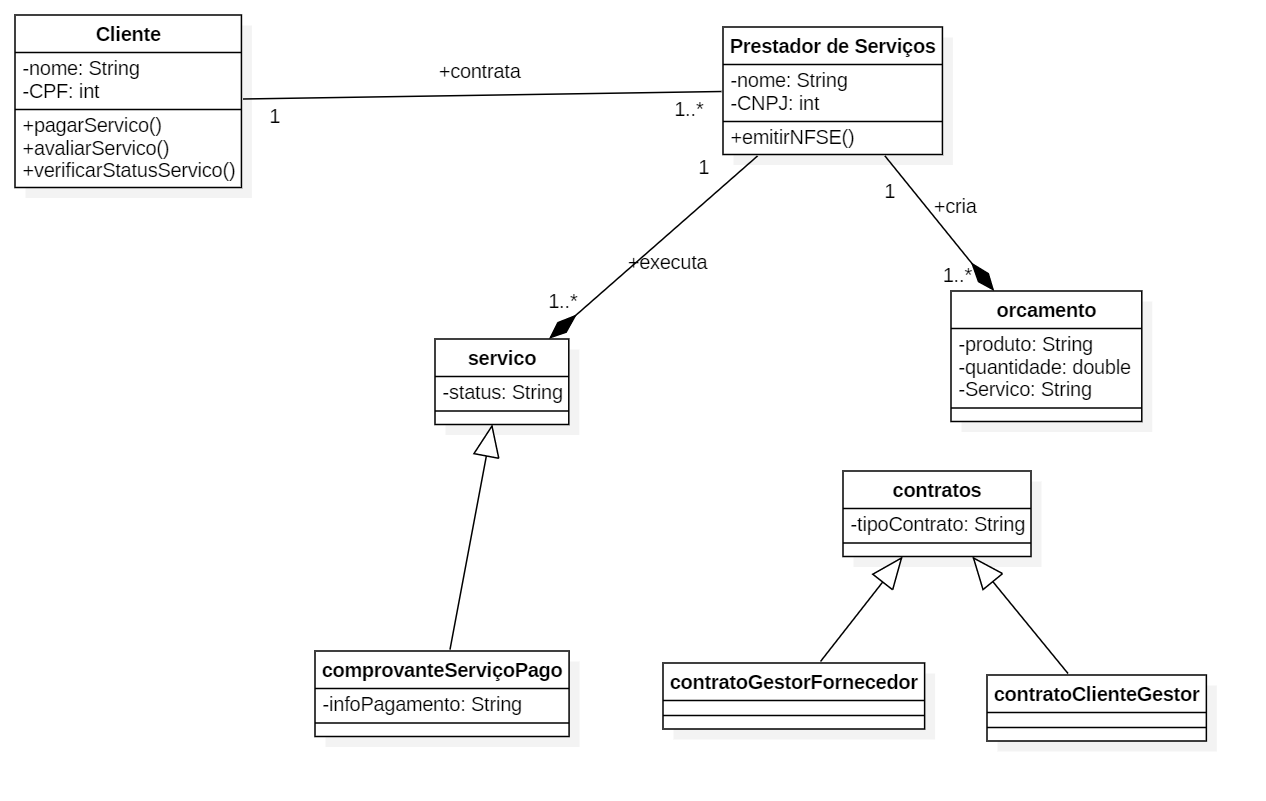 Cliente
-nome: String
-CPF: int
+pagarServico()
+avaliarServico()
+verificarStatusServico()
+contrata
1
1..*
Prestador de Serviços
-nome: String
-CNPJ: int
+emitirNFSE()
1
+executa
1..*
1
+cria
1..*
servico
-status: String
orcamento
-produto: String
-quantidade: double
-Servico: String
contratos
-tipoContrato: String
comprovanteServiçoPago
-infoPagamento: String
contratoGestorFornecedor
contratoClienteGestor